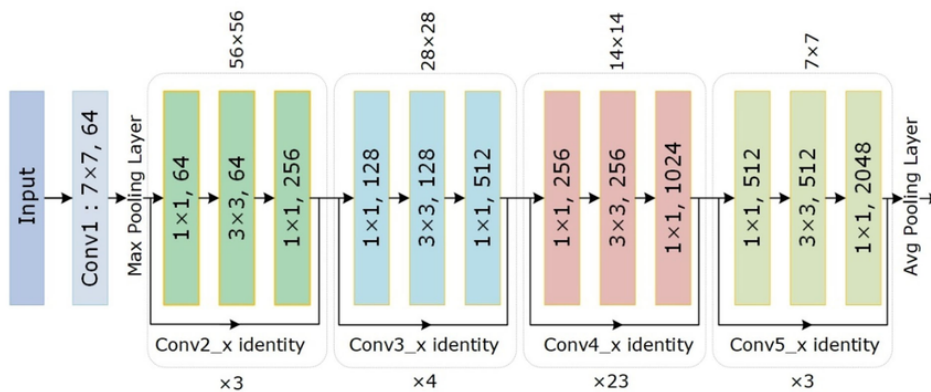 Input
Conv1 : 7×7, 64
Max Pooling Layer
56×56
1×1, 64
3×3, 64
1×1, 256
Conv2_x identity
×3
28×28
1×1, 128
3×3, 128
1×1, 512
Conv3_x identity
×4
14×14
1×1, 256
3×3, 256
1×1, 1024
Conv4_x identity
×23
7×7
1×1, 512
3×3, 512
1×1, 2048
Conv5_x identity
×3
Avg Pooling Layer